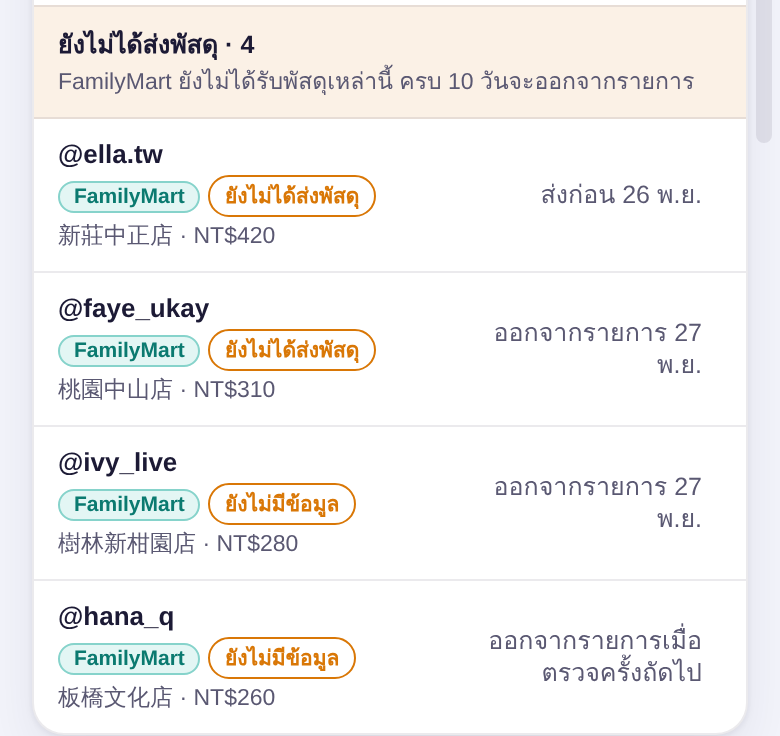 ยังไม่ได้ส่งพัสดุ · 4
FamilyMart ยังไม่ได้รับพัสดุเหล่านี้ ครบ 10 วันจะออกจากรายการ
@ella.tw
FamilyMart ยังไม่ได้ส่งพัสดุ
新莊中正店 · NT$420
ส่งก่อน 26 พ.ย.
@faye_ukay
FamilyMart ยังไม่ได้ส่งพัสดุ
桃園中山店 · NT$310
ออกจากรายการ 27
พ.ย.
@ivy_live
FamilyMart ยังไม่มีข้อมูล
樹林新柑園店 · NT$280
ออกจากรายการ 27
พ.ย.
@hana_q
FamilyMart ยังไม่มีข้อมูล
板橋文化店 · NT$260
ออกจากรายการเมื่อ
ตรวจครั้งถัดไป